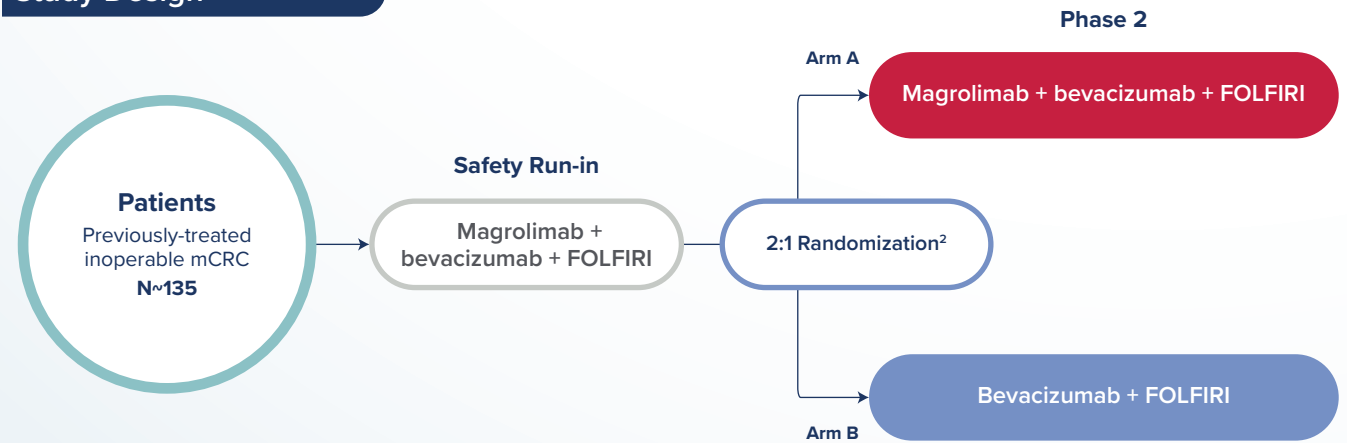 Study Design
Phase 2
Arm A
Magrolimab + bevacizumab + FOLFIRI
Safety Run-in
Patients
Previously-treated
inoperable mCRC
N~135
Magrolimab +
bevacizumab + FOLFIRI
2:1 Randomization²
Bevacizumab + FOLFIRI
Arm B